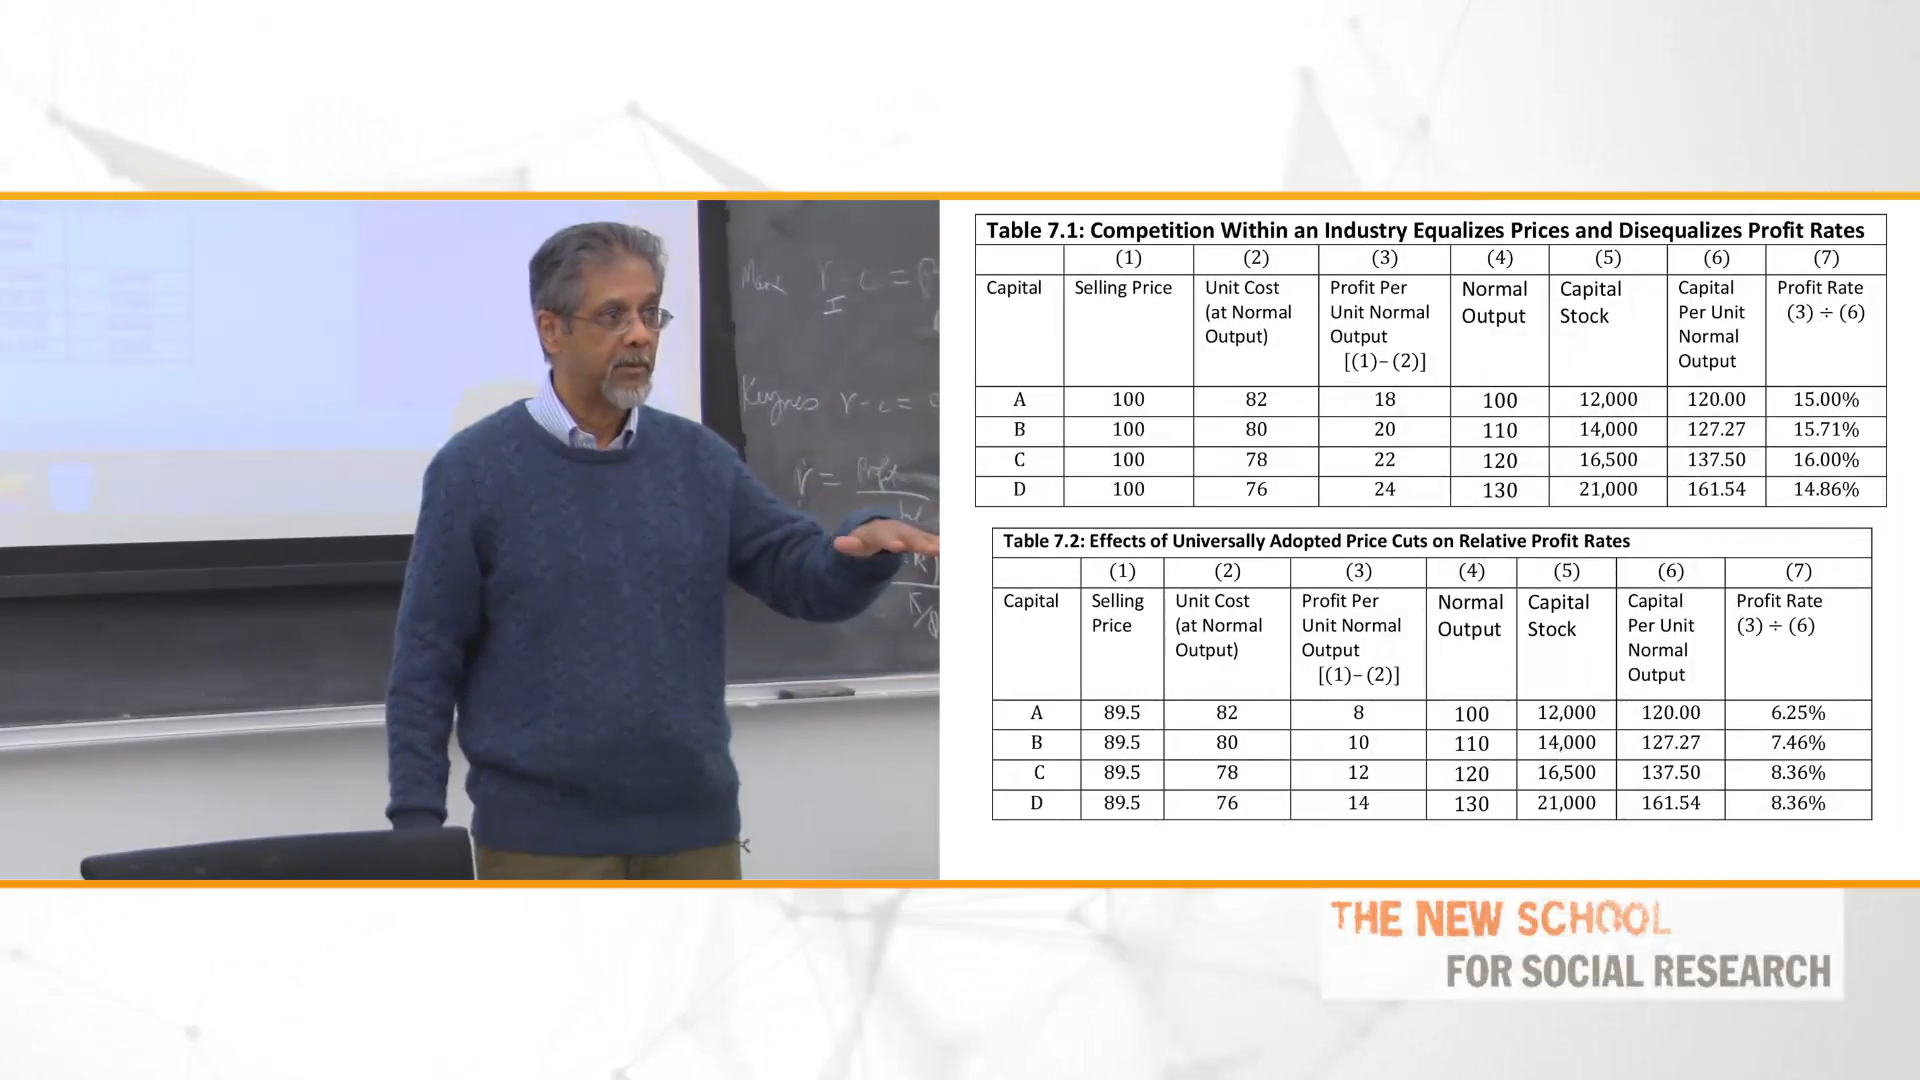 Table 7.1: Competition Within an Industry Equalizes Prices and Disequalizes Profit Rates
(1) (2) (3) (4) (5) (6) (7)
Capital Selling Price Unit Cost Profit Per Normal Capital Capital Profit Rate
(at Normal Unit Normal Output Stock Per Unit (3) ÷ (6)
Output) Output Normal
[(1)– (2)] Output
A 100 82 18 100 12,000 120.00 15.00%
B 100 80 20 110 14,000 127.27 15.71%
C 100 78 22 120 16,500 137.50 16.00%
D 100 76 24 130 21,000 161.54 14.86%
Table 7.2: Effects of Universally Adopted Price Cuts on Relative Profit Rates
(1) (2) (3) (4) (5) (6) (7)
Capital Selling Unit Cost Profit Per Normal Capital Capital Profit Rate
Price (at Normal Unit Normal Output Stock Per Unit (3) ÷ (6)
Output) Output Normal
[(1)– (2)] Output
A 89.5 82 8 100 12,000 120.00 6.25%
B 89.5 80 10 110 14,000 127.27 7.46%
C 89.5 78 12 120 16,500 137.50 8.36%
D 89.5 76 14 130 21,000 161.54 8.36%
r – c =
Keynes r – c =
r =
THE NEW SCHOOL
FOR SOCIAL RESEARCH